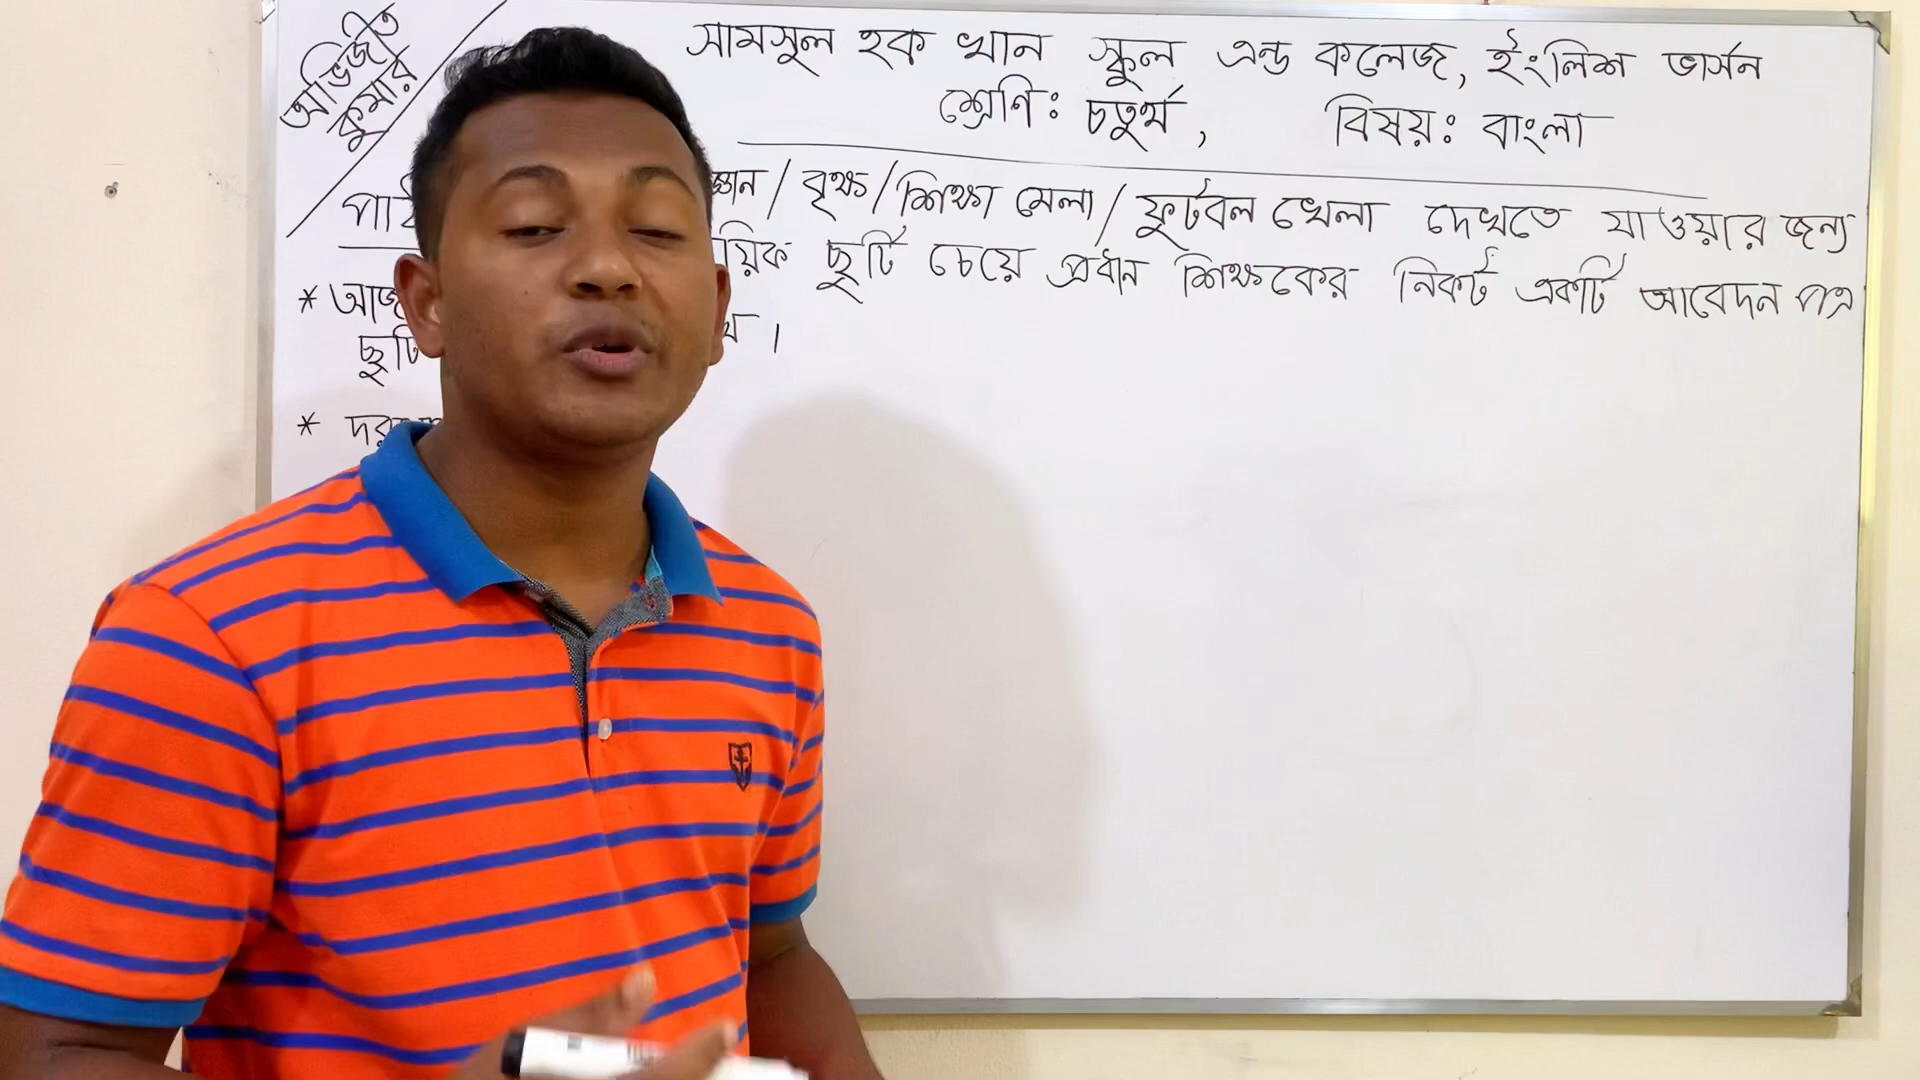 অভিজিত
কুমার
সামসুল হক খান স্কুল এন্ড কলেজ, ইংলিশ ভার্সন
শ্রেণিঃ চতুর্থ, বিষয়ঃ বাংলা
/ বৃক্ষ / শিক্ষা মেলা / ফুটবল খেলা দেখতে যাওয়ার জন্য
ছুটি চেয়ে প্রধান শিক্ষকের নিকট একটি আবেদন পত্র
* ছুটি
*